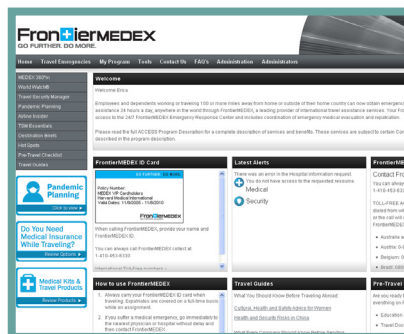 FrontierMEDEX
GO FURTHER. DO MORE.
Home Travel Emergencies My Program Tools Contact Us FAQ's Administration Administrators
MEDEX 360°
World Watch®
Travel Security Manager
Pandemic Planning
Airline Insider
TSM Essentials
Destination Briefs
Hot Spots
Pre-Travel Checklist
Travel Guides
Pandemic
Planning
Click to view
Do You Need
Medical Insurance
While Traveling?
Review Options
Medical Kits &
Travel Products
Review Products
Welcome
Welcome Erica
Employees and dependents working or traveling 100 or more miles away from home or outside of their home country can now obtain emergenc
assistance 24 hours a day, anywhere in the world through FrontierMEDEX, a leading provider of international travel assistance services. Your Fro
access to the 24/7 FrontierMEDEX Emergency Response Center and includes coordination of emergency medical evacuation and repatriation.
Please read the full ACCESS Program Description for a complete description of services and benefits. These services are subject to certain Con
described in the program description.
FrontierMEDEX ID Card
GO FURTHER. DO MORE.
Policy Number:
MEDEX VIP Cardholders
Harvard Medical International
FrontierMEDEX
When calling FrontierMEDEX, provide your name and
FrontierMEDEX ID.
You can always call FrontierMEDEX collect at
1-410-453-6330
Latest Alerts
There was an error in the Hospital Information request.
You do not have access to the requested resource.
Medical
Security
FrontierME
Contact Fro
You can always
1-410-453-63
TOLL-FREE A
dialed from wit
or the call will
FrontierMEDE
Australia
Austria: 0-
Belgium: 0
Brazil: 080
How to use FrontierMEDEX
1. Always carry your FrontierMEDEX ID card when
traveling. Expatriates are covered on a full-time basis
while on assignment.
2. If you suffer a medical emergency, go immediately to
the nearest physician or hospital without delay and
then contact FrontierMEDEX.
Travel Guides
What You Should Know Before Traveling Abroad:
Cultural, Health and Safety Advice for Women
Health and Security Risks in China
Pre-Travel
Are you ready t
everything on
Education
Travel Duc